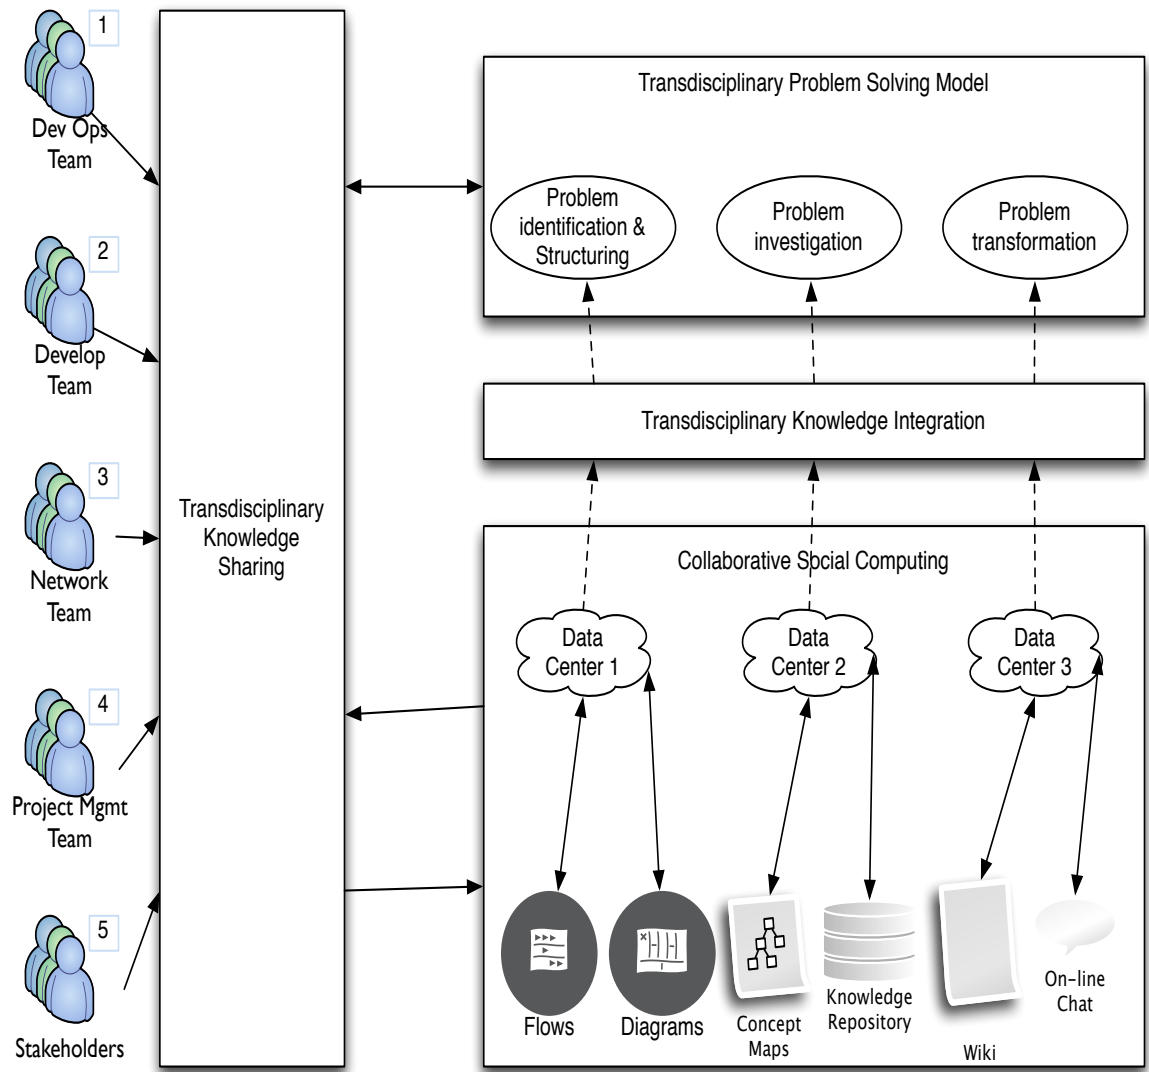 1
Dev Ops
Team
2
Develop
Team
3
Network
Team
4
Project Mgmt
Team
5
Stakeholders
Transdisciplinary
Knowledge
Sharing
Transdisciplinary Problem Solving Model
Problem
identification &
Structuring
Problem
investigation
Problem
transformation
Transdisciplinary Knowledge Integration
Collaborative Social Computing
Data
Center 1
Data
Center 2
Data
Center 3
Flows
Diagrams
Concept
Maps
Knowledge
Repository
Wiki
On-line
Chat